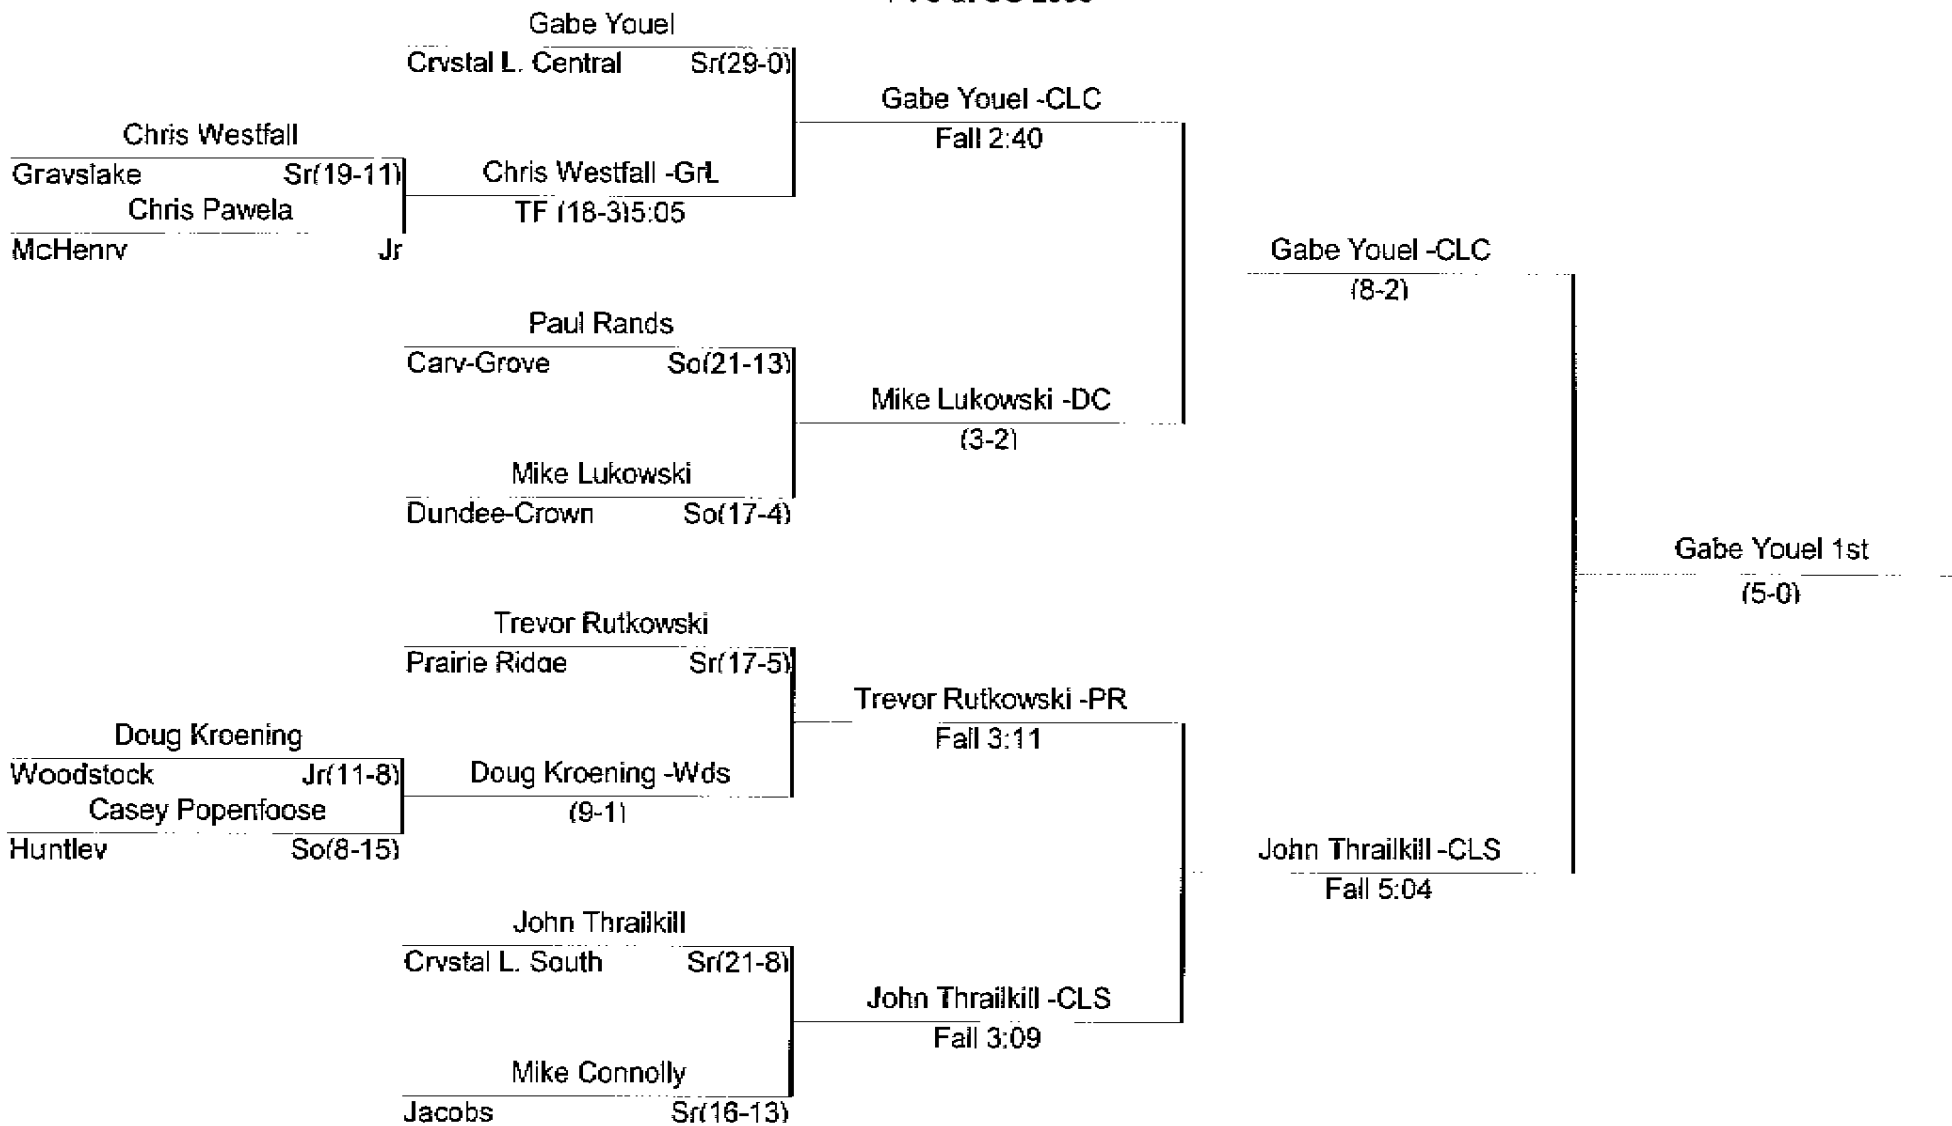 Gabe Youel
Crystal L. Central Sr(29-0)
Gabe Youel -CLC
Fall 2:40
Chris Westfall
Grayslake Sr(19-11)
Chris Westfall -GrL
TF (18-3)5:05
Chris Pawela
McHenry Jr
Gabe Youel -CLC
(8-2)
Paul Rands
Cary-Grove So(21-13)
Mike Lukowski -DC
(3-2)
Mike Lukowski
Dundee-Crown So(17-4)
Gabe Youel 1st
(5-0)
Trevor Rutkowski
Prairie Ridge Sr(17-5)
Trevor Rutkowski -PR
Fall 3:11
Doug Kroening
Woodstock Jr(11-8)
Doug Kroening -Wds
(9-1)
Casey Popenfoose
Huntley So(8-15)
John Thrailkill -CLS
Fall 5:04
John Thrailkill
Crystal L. South Sr(21-8)
John Thrailkill -CLS
Fall 3:09
Mike Connolly
Jacobs Sr(16-13)